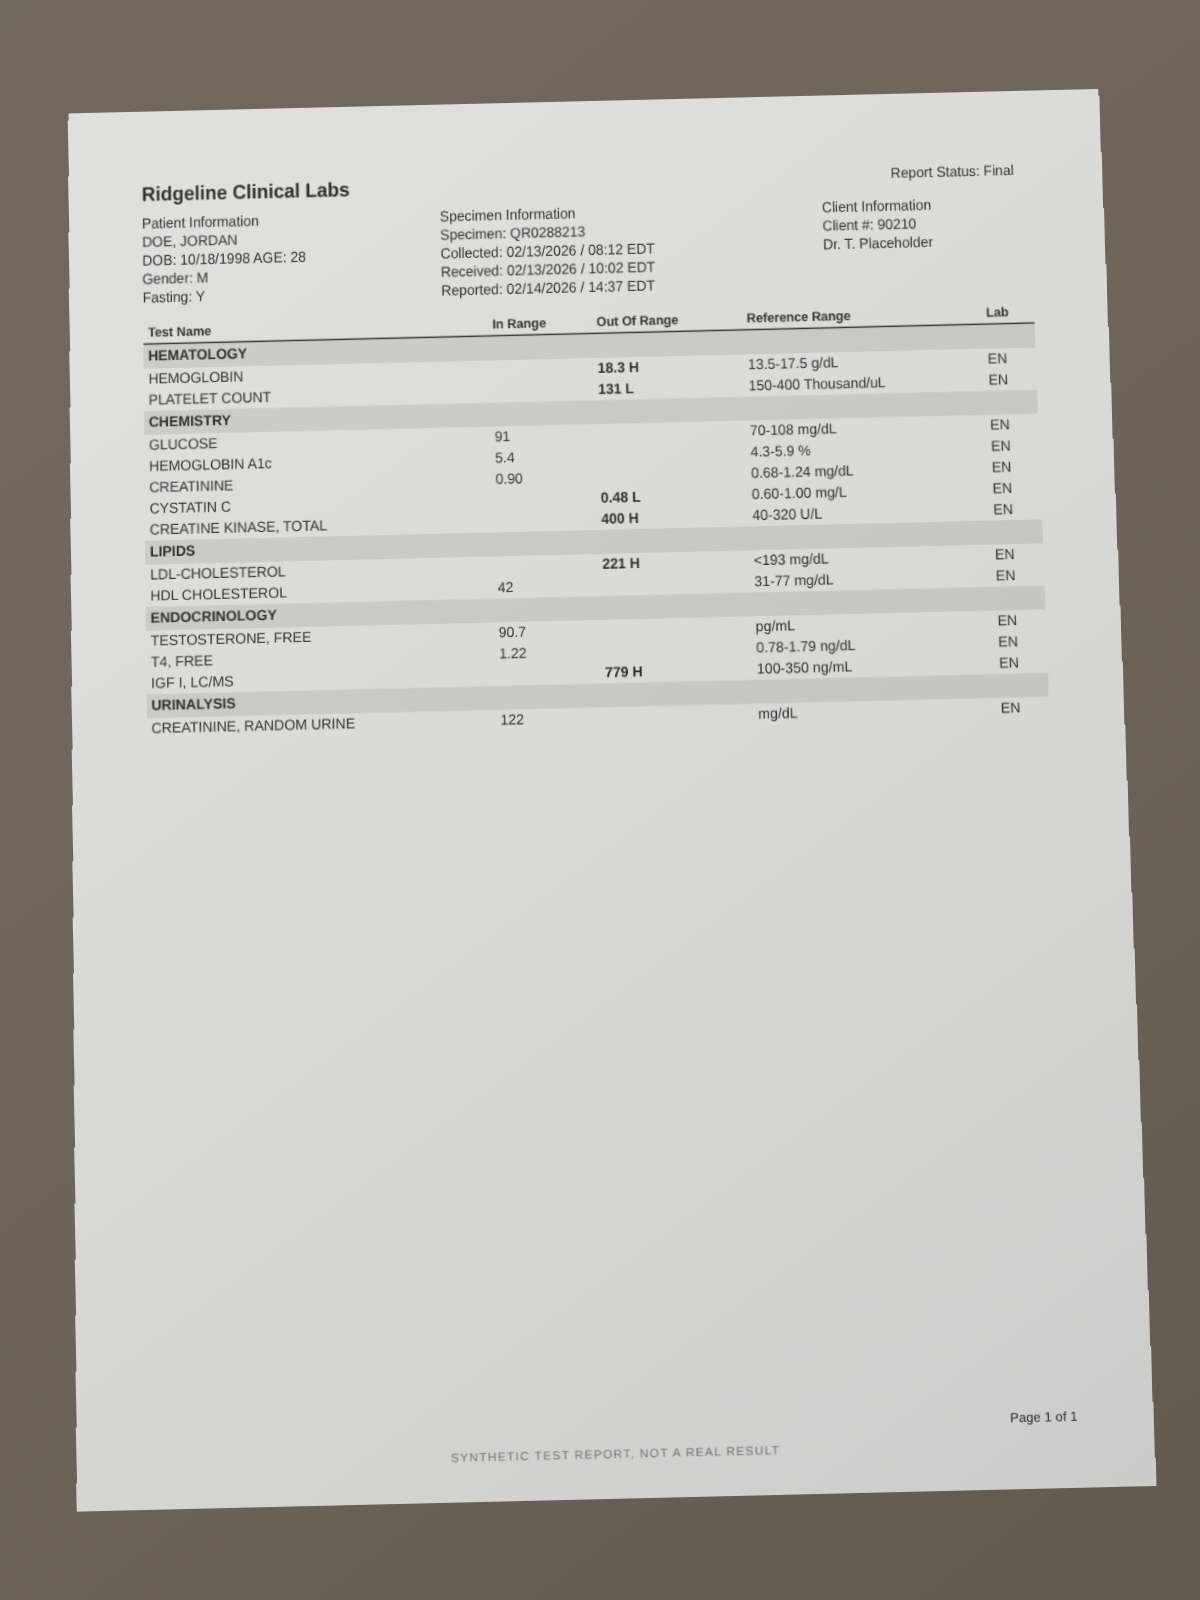 Report Status: Final
Ridgeline Clinical Labs
Patient Information
DOE, JORDAN
DOB: 10/18/1998 AGE: 28
Gender: M
Fasting: Y
Specimen Information
Specimen: QR0288213
Collected: 02/13/2026 / 08:12 EDT
Received: 02/13/2026 / 10:02 EDT
Reported: 02/14/2026 / 14:37 EDT
Client Information
Client #: 90210
Dr. T. Placeholder
Test Name In Range Out Of Range Reference Range Lab
HEMATOLOGY
HEMOGLOBIN 18.3 H 13.5-17.5 g/dL EN
PLATELET COUNT 131 L 150-400 Thousand/uL EN
CHEMISTRY
GLUCOSE 91 70-108 mg/dL EN
HEMOGLOBIN A1c 5.4 4.3-5.9 % EN
CREATININE 0.90 0.68-1.24 mg/dL EN
CYSTATIN C 0.48 L 0.60-1.00 mg/L EN
CREATINE KINASE, TOTAL 400 H 40-320 U/L EN
LIPIDS
LDL-CHOLESTEROL 221 H <193 mg/dL EN
HDL CHOLESTEROL 42 31-77 mg/dL EN
ENDOCRINOLOGY
TESTOSTERONE, FREE 90.7 pg/mL EN
T4, FREE 1.22 0.78-1.79 ng/dL EN
IGF I, LC/MS 779 H 100-350 ng/mL EN
URINALYSIS
CREATININE, RANDOM URINE 122 mg/dL EN
Page 1 of 1
SYNTHETIC TEST REPORT, NOT A REAL RESULT